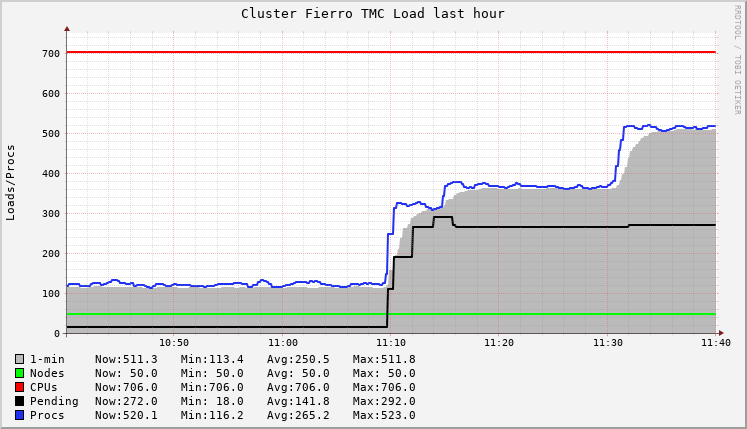 Cluster Fierro TMC Load last hour
RRDTOOL / TOBI OETIKER
Loads/Procs
700
600
500
400
300
200
100
0
10:50 11:00 11:10 11:20 11:30 11:40
1-min Now:511.3 Min:113.4 Avg:250.5 Max:511.8
Nodes Now: 50.0 Min: 50.0 Avg: 50.0 Max: 50.0
CPUs Now:706.0 Min:706.0 Avg:706.0 Max:706.0
Pending Now:272.0 Min: 18.0 Avg:141.8 Max:292.0
Procs Now:520.1 Min:116.2 Avg:265.2 Max:523.0